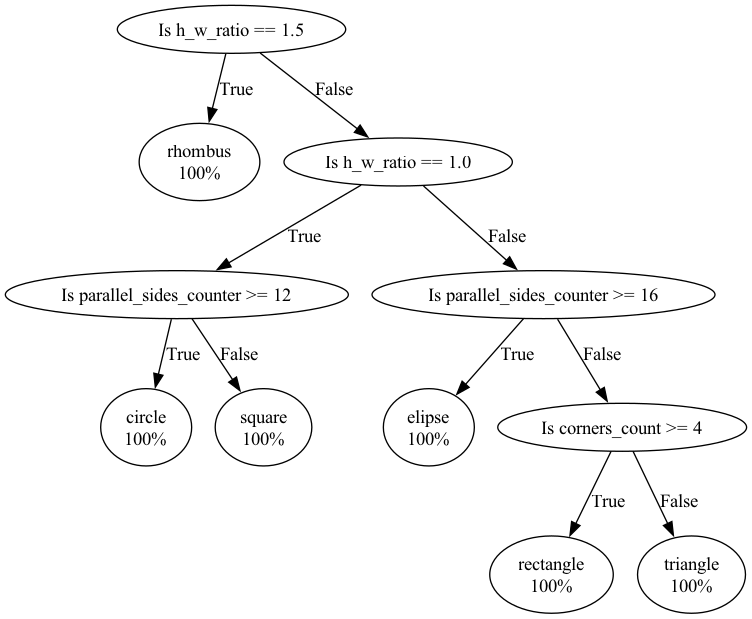 Is h_w_ratio == 1.5
True
False
rhombus
100%
Is h_w_ratio == 1.0
True
False
Is parallel_sides_counter >= 12
Is parallel_sides_counter >= 16
True
False
True
False
circle
100%
square
100%
elipse
100%
Is corners_count >= 4
True
False
rectangle
100%
triangle
100%